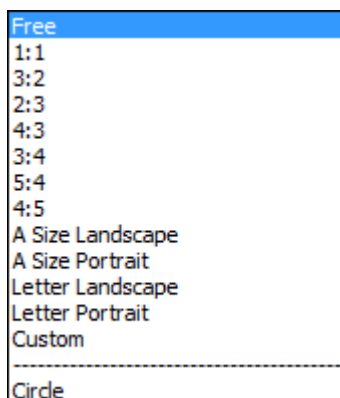 Free
1:1
3:2
2:3
4:3
3:4
5:4
4:5
A Size Landscape
A Size Portrait
Letter Landscape
Letter Portrait
Custom
----------------------------------------
Circle